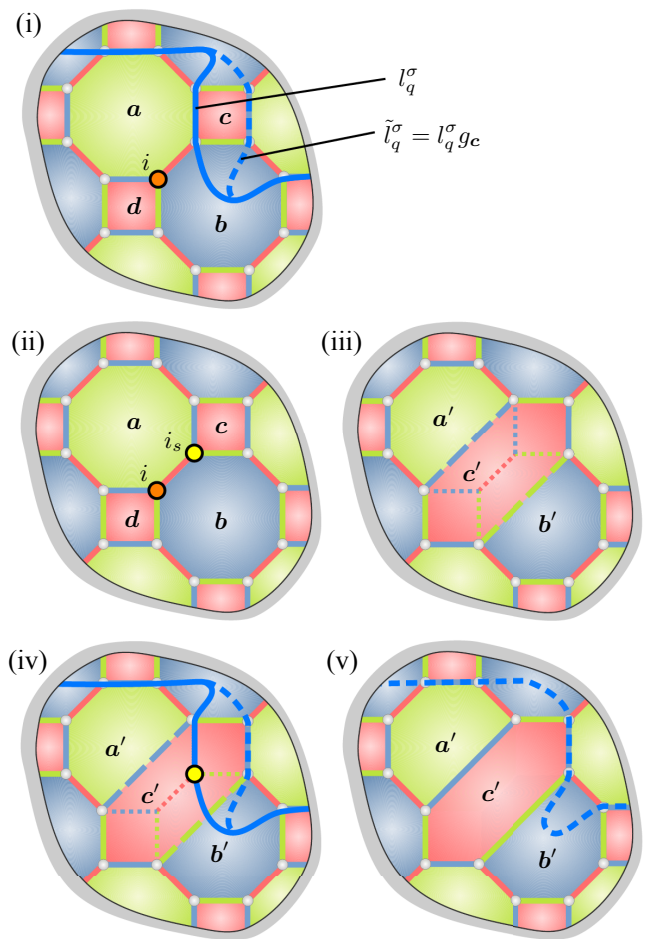 (i)
a
c
l_q^σ
l̃_q^σ = l_q^σ g_c
i
d
b
(ii)
(iii)
a
c
i_s
i
d
b
a′
c′
b′
(iv)
(v)
a′
c′
b′
a′
c′
b′